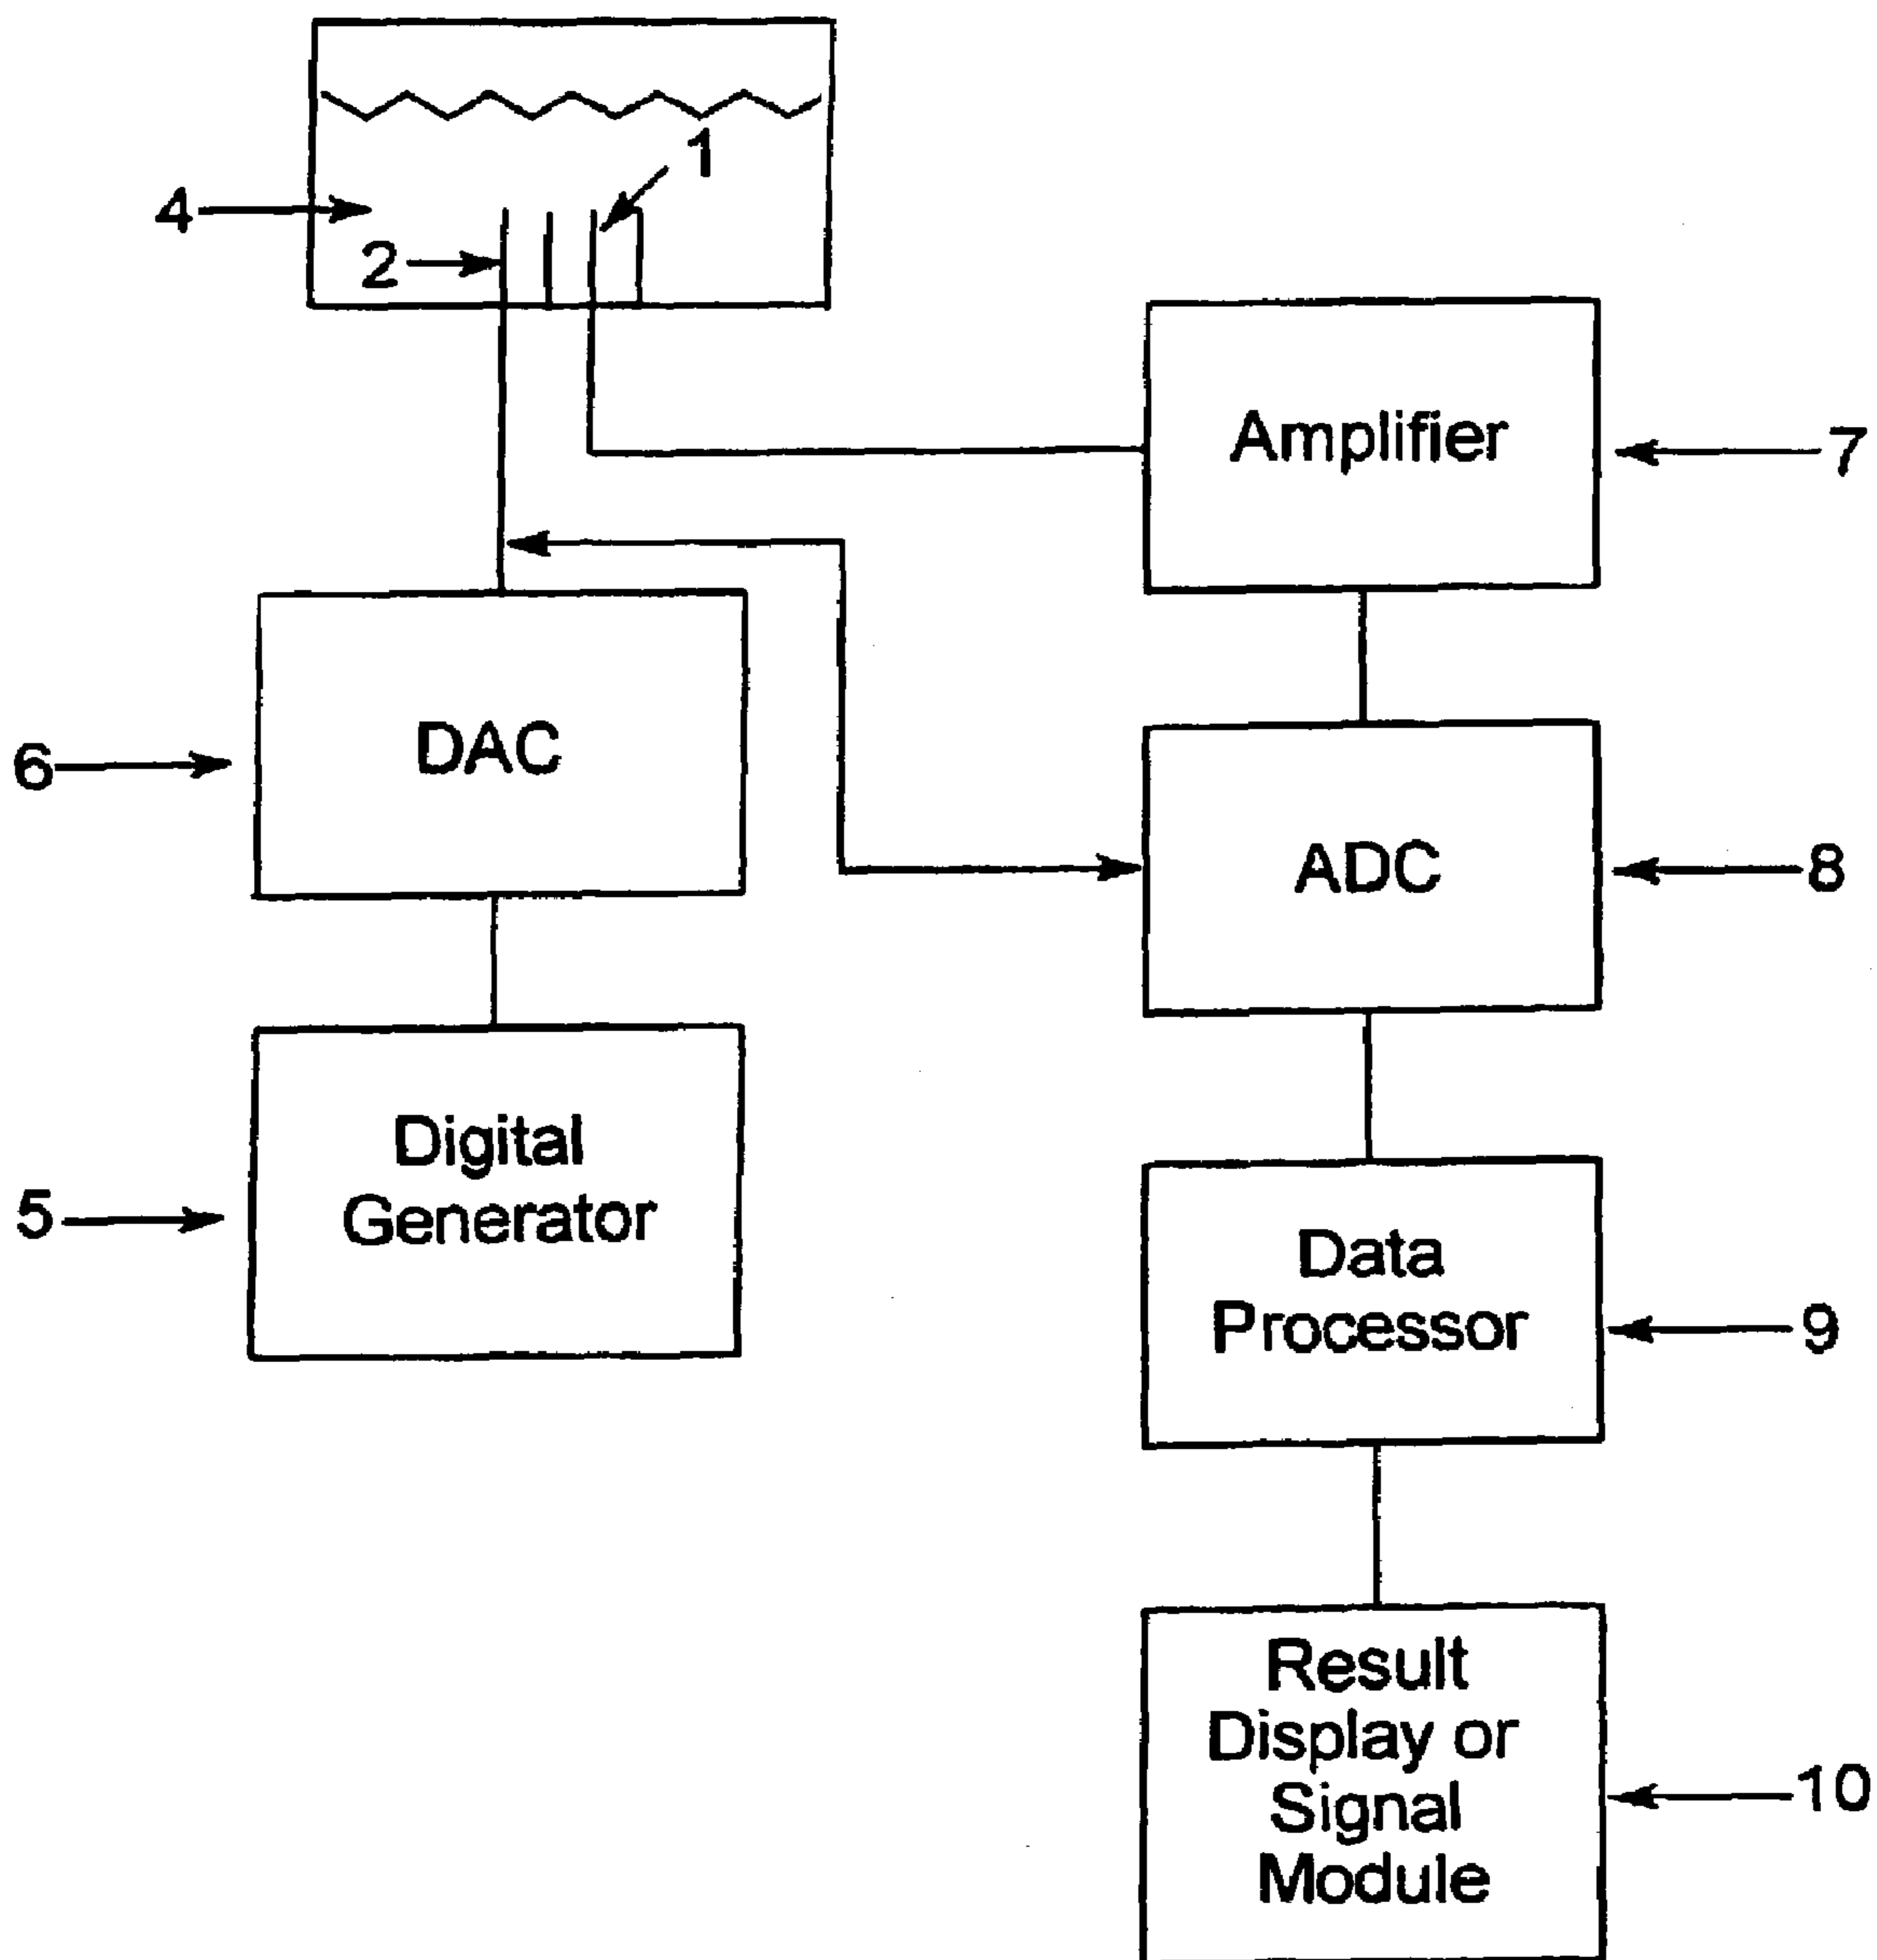 1
4
2
Amplifier
7
DAC
6
ADC
8
Digital
Generator
5
Data
Processor
9
Result
Display or
Signal
Module
10